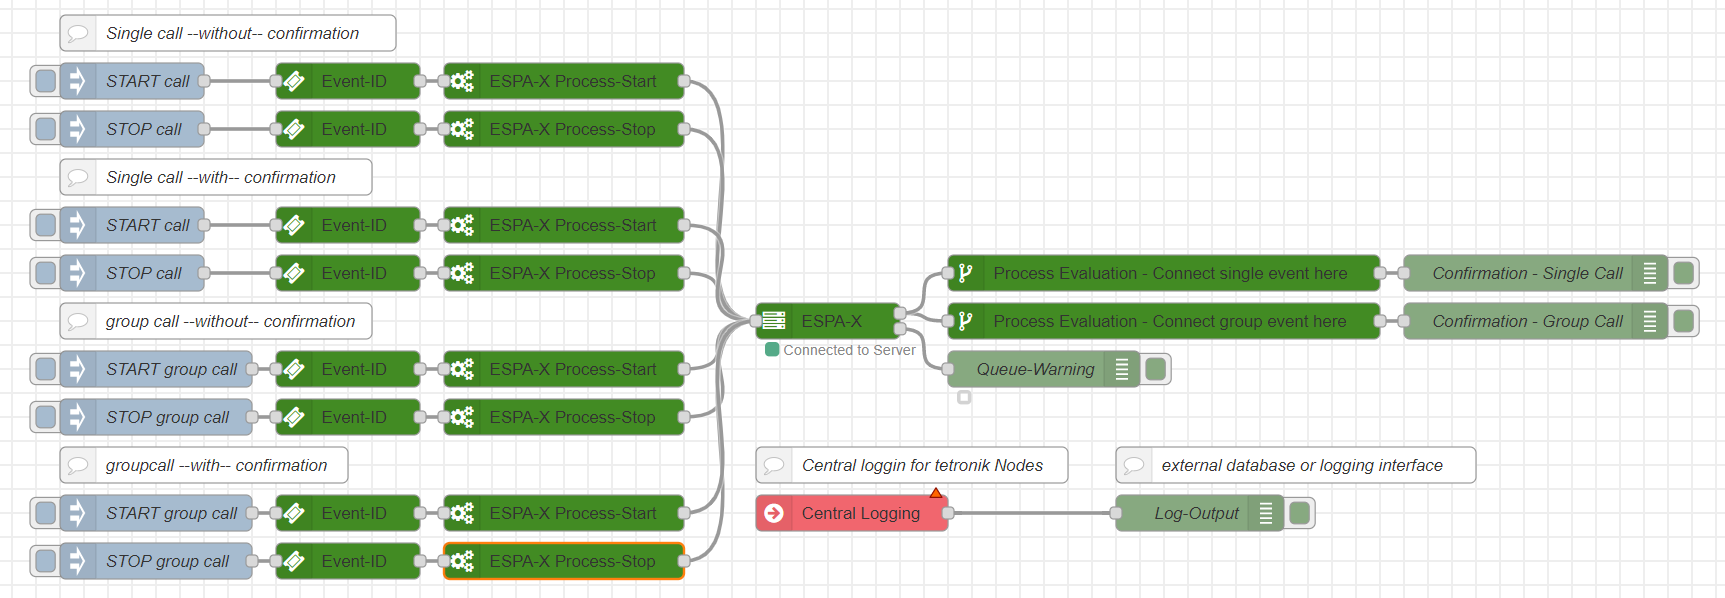 Single call --without-- confirmation
START call
Event-ID
ESPA-X Process-Start
STOP call
Event-ID
ESPA-X Process-Stop
Single call --with-- confirmation
START call
Event-ID
ESPA-X Process-Start
STOP call
Event-ID
ESPA-X Process-Stop
group call --without-- confirmation
START group call
Event-ID
ESPA-X Process-Start
STOP group call
Event-ID
ESPA-X Process-Stop
groupcall --with-- confirmation
START group call
Event-ID
ESPA-X Process-Start
STOP group call
Event-ID
ESPA-X Process-Stop
ESPA-X
Connected to Server
Process Evaluation - Connect single event here
Confirmation - Single Call
Process Evaluation - Connect group event here
Confirmation - Group Call
Queue-Warning
Central loggin for tetronik Nodes
external database or logging interface
Central Logging
Log-Output